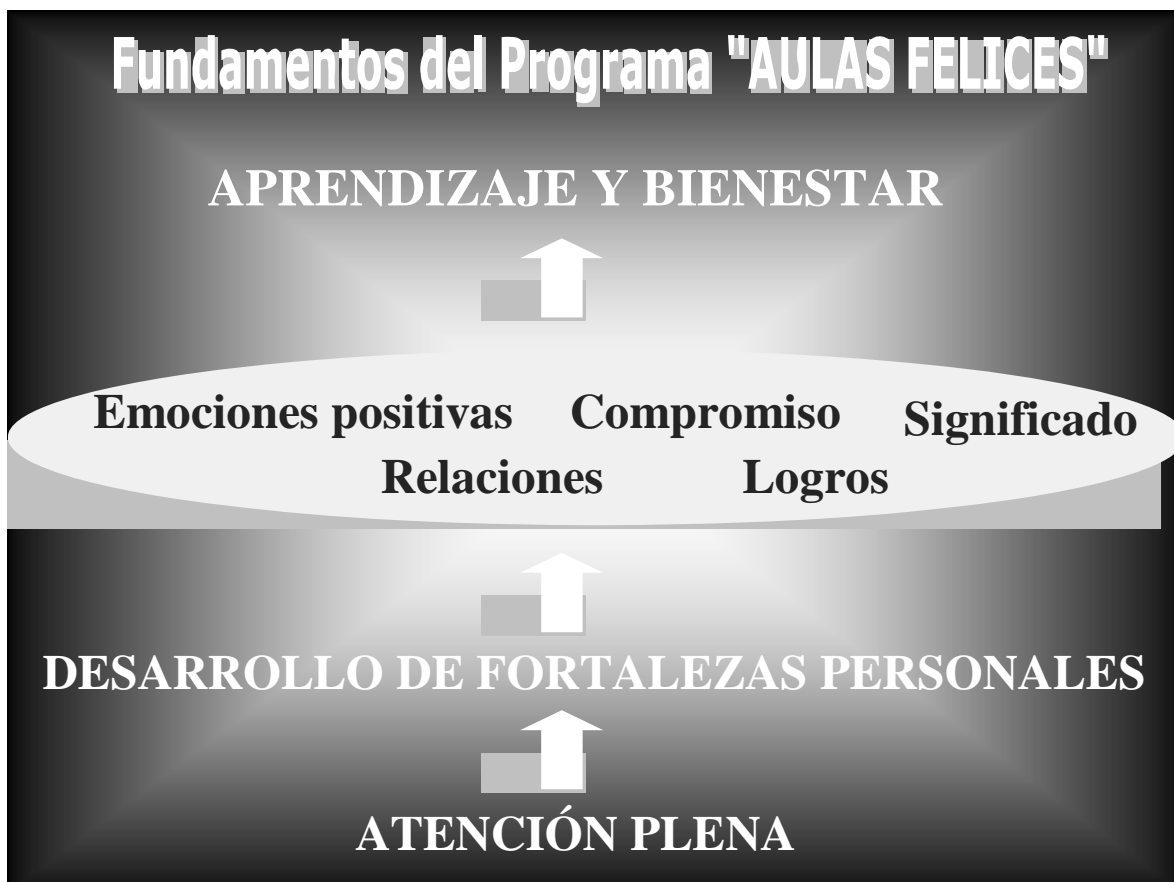 Fundamentos del Programa "AULAS FELICES"
APRENDIZAJE Y BIENESTAR
Emociones positivas Compromiso Significado
Relaciones Logros
DESARROLLO DE FORTALEZAS PERSONALES
ATENCIÓN PLENA